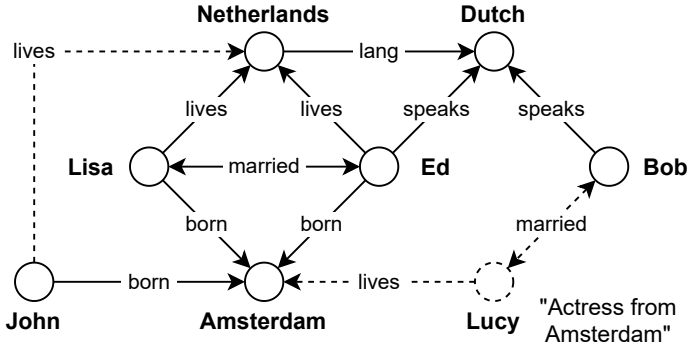 Netherlands
Dutch
lives
lang
lives
lives
speaks
speaks
Lisa
married
Ed
Bob
born
born
married
born
lives
John
Amsterdam
Lucy
"Actress from
Amsterdam"